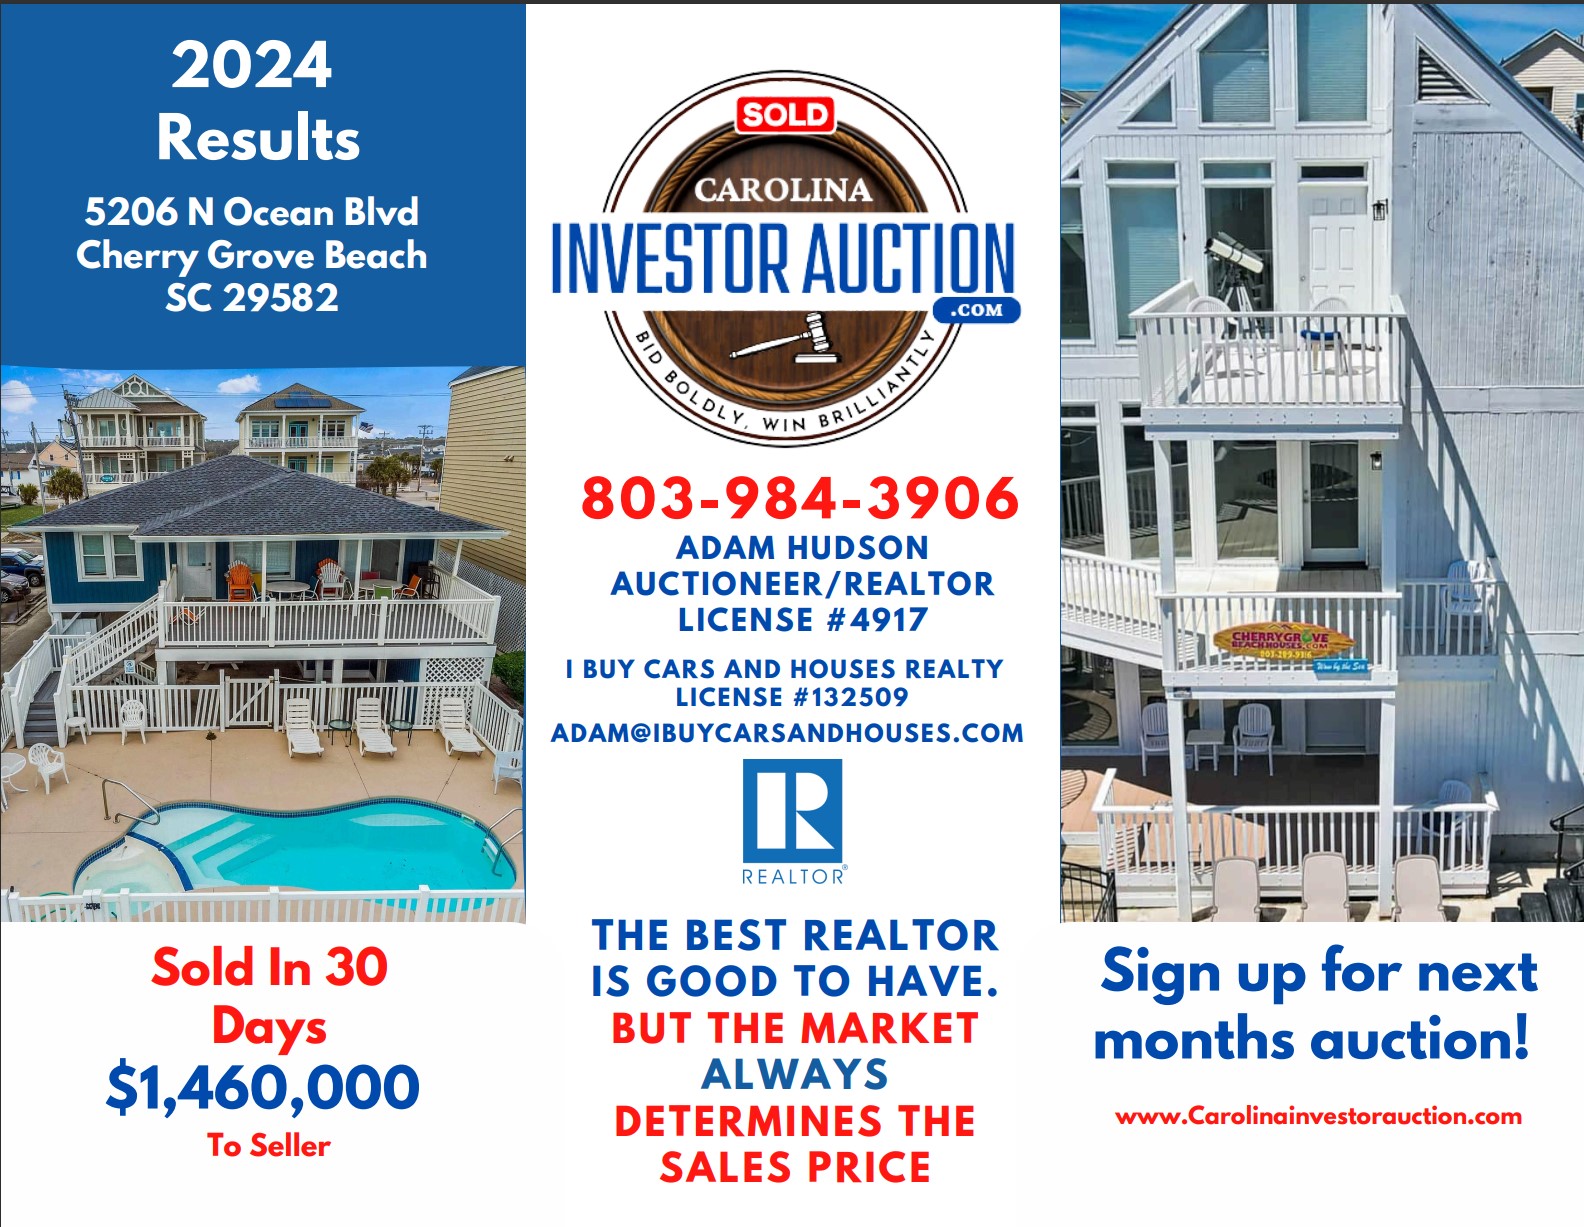 2024
Results
5206 N Ocean Blvd
Cherry Grove Beach
SC 29582
Sold In 30
Days
$1,460,000
To Seller
SOLD
CAROLINA
INVESTOR AUCTION
.COM
BID BOLDLY, WIN BRILLIANTLY
803-984-3906
ADAM HUDSON
AUCTIONEER/REALTOR
LICENSE #4917
I BUY CARS AND HOUSES REALTY
LICENSE #132509
ADAM@IBUYCARSANDHOUSES.COM
R
REALTOR®
THE BEST REALTOR
IS GOOD TO HAVE.
BUT THE MARKET
ALWAYS
DETERMINES THE
SALES PRICE
CHERRY GROVE
BEACHHOUSES.COM
Sign up for next
months auction!
www.Carolinainvestorauction.com